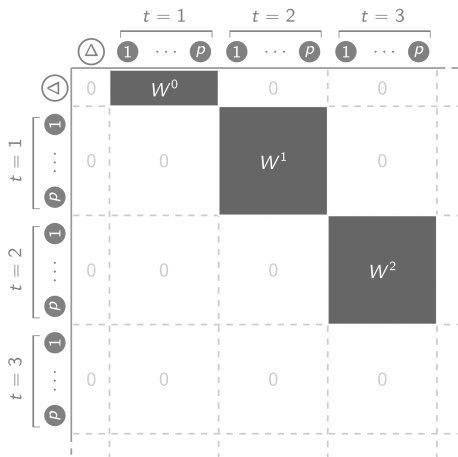 t = 1 t = 2 t = 3
△ 1 ⋯ p 1 ⋯ p 1 ⋯ p
△ 0 W⁰ 0 0
t = 1 1 ⋯ p 0 0 W¹ 0
t = 2 1 ⋯ p 0 0 0 W²
t = 3 1 ⋯ p 0 0 0 0